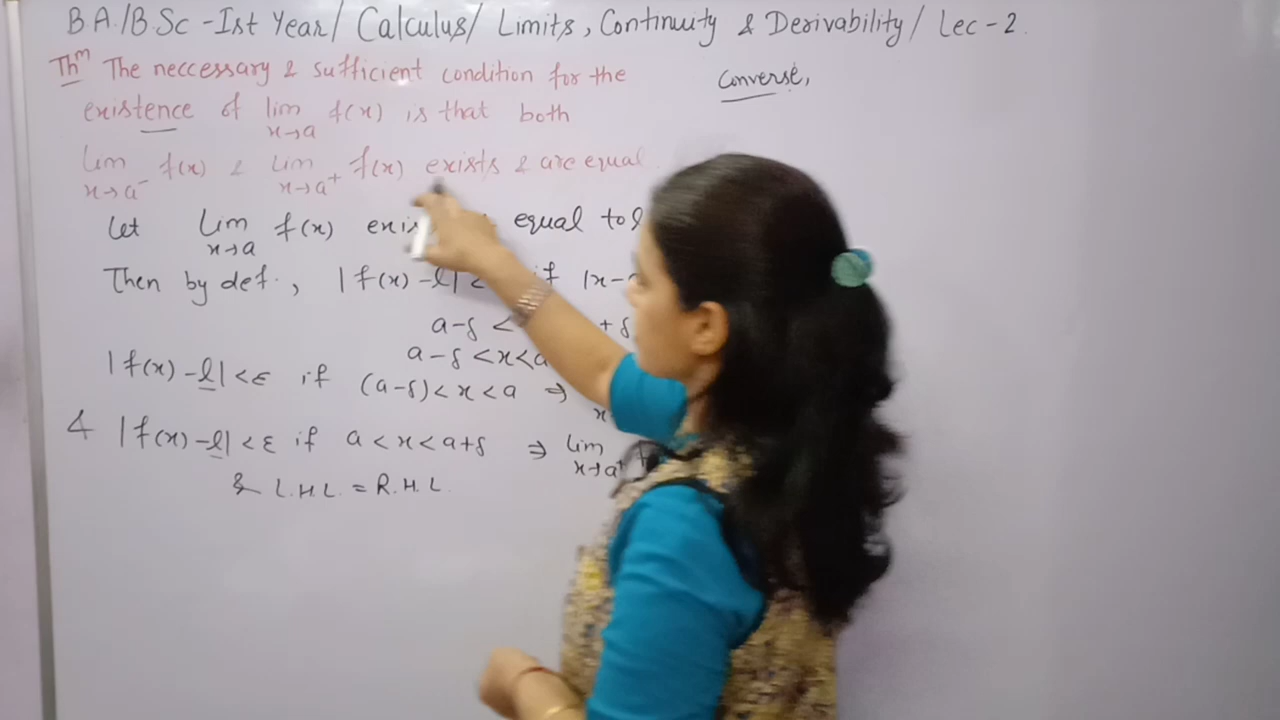 B.A./B.Sc - Ist Year/ Calculus/ Limits, Continuity & Derivability/ Lec-2.
Thm The neccessary & sufficient condition for the
existence of lim x→a f(x) is that both
lim x→a⁻ f(x) & lim x→a⁺ f(x) exists & are equal.
Let lim x→a f(x) equal to l
Then by def., |f(x)-l| < if |x-
a-δ < + δ
a-δ <x<a
|f(x)-l|<ε if (a-δ)<x<a ⇒
& |f(x)-l|<ε if a<x<a+δ ⇒ lim x→a⁺
& L.H.L. = R.H.L.
Converse,